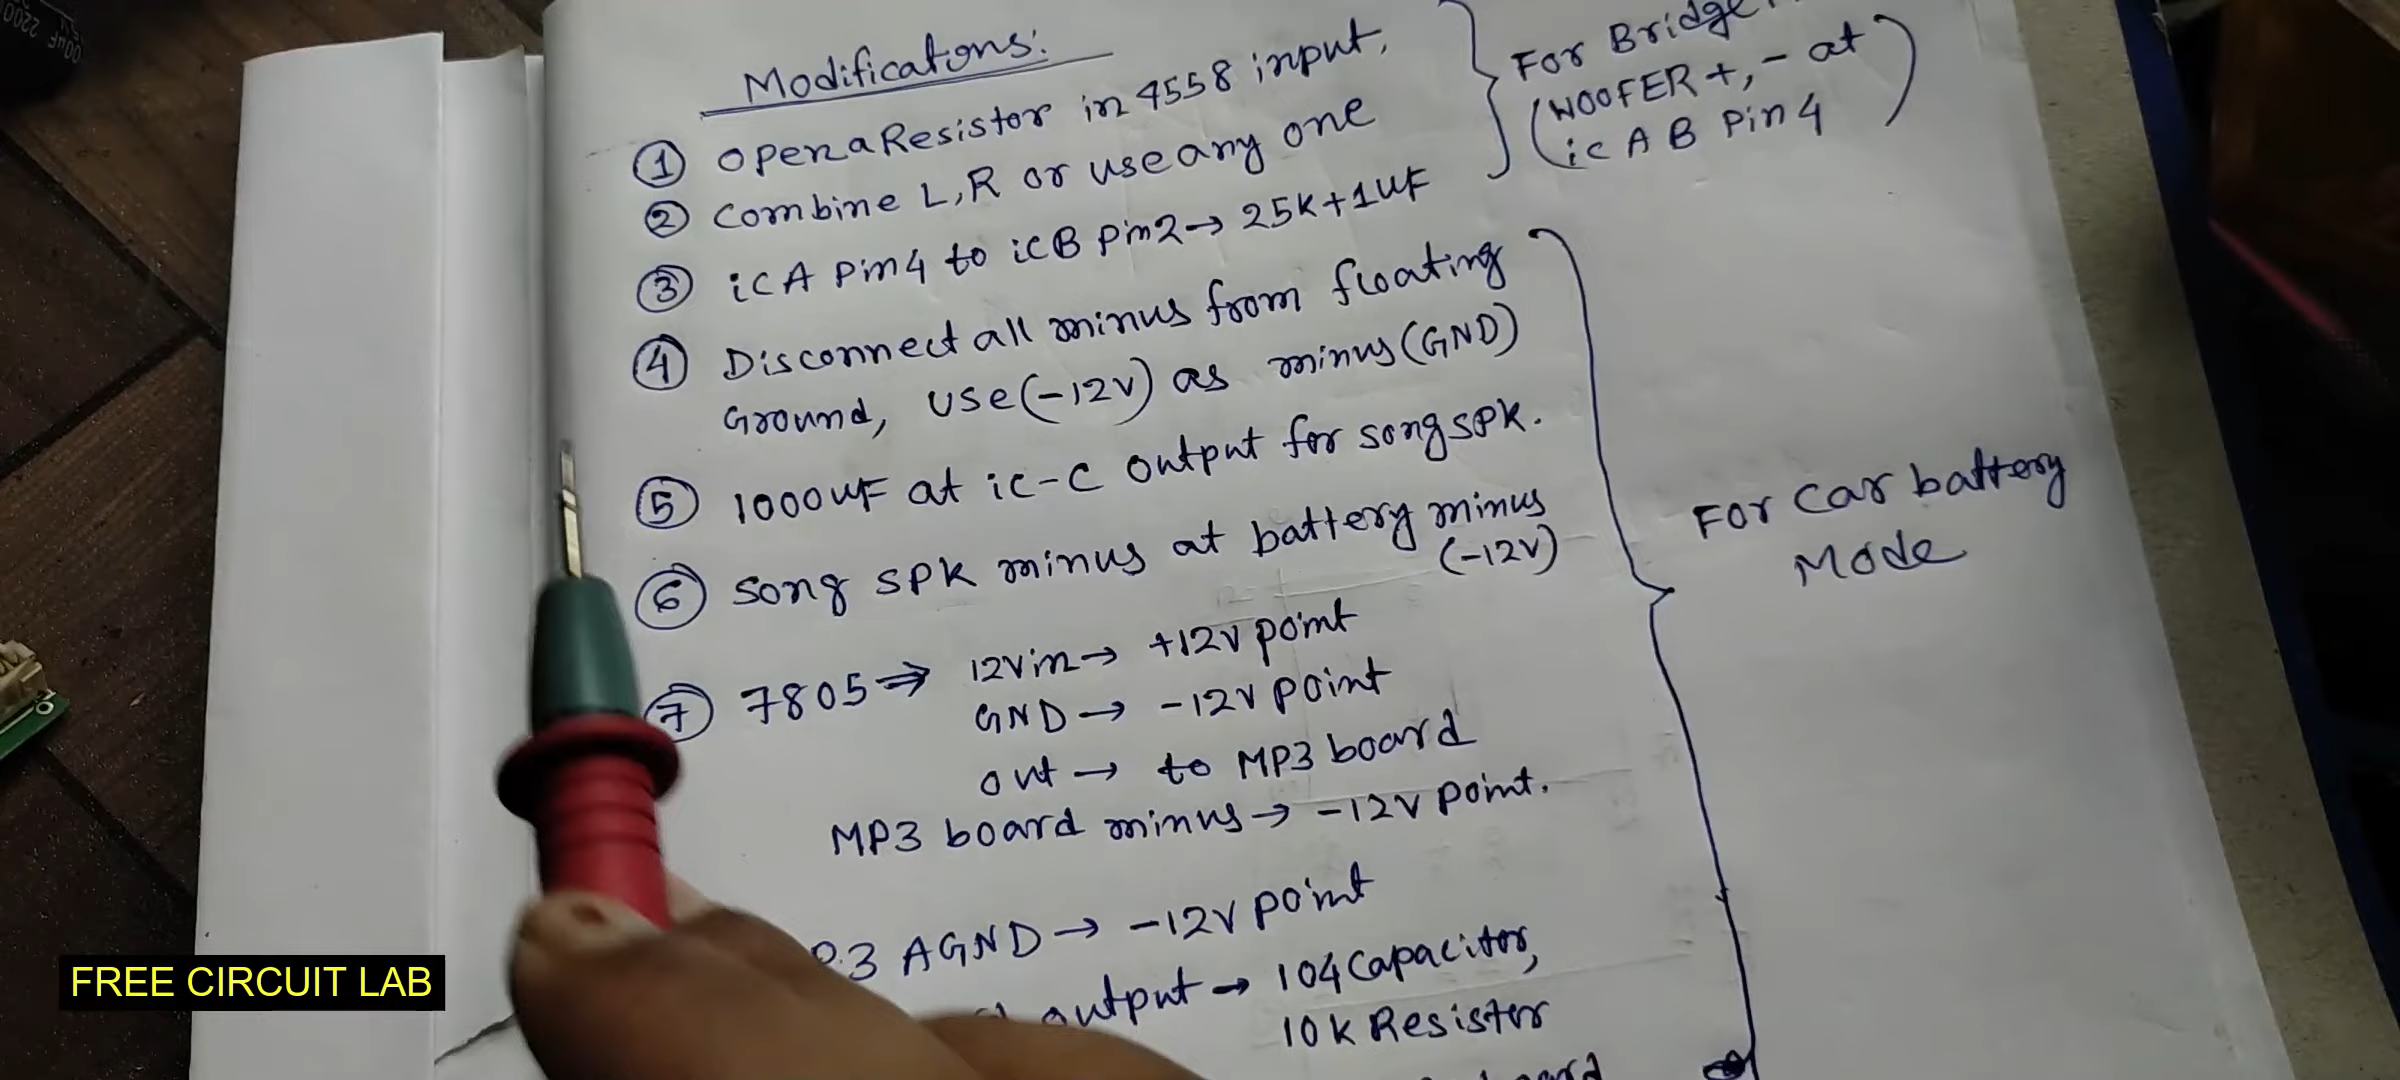 Modifications:
① open a Resistor in 4558 input,
② combine L,R or use any one
③ ic A Pin4 to ic B Pin2→ 25K+1uF
For Bridge
(WOOFER +, - at
ic A B Pin 4)
④ Disconnect all minus from floating
Ground, use (-12V) as minus (GND)
⑤ 1000uF at ic-C output for song SPK.
⑥ song SPK minus at battery minus
(-12V)
⑦ 7805 ⇒ 12V in → +12V point
GND → -12V point
out → to MP3 board
MP3 board minus → -12V point.
For Car battery
Mode
P3 AGND → -12V point
output → 104 Capacitor,
10K Resistor
2200
00uF
FREE CIRCUIT LAB